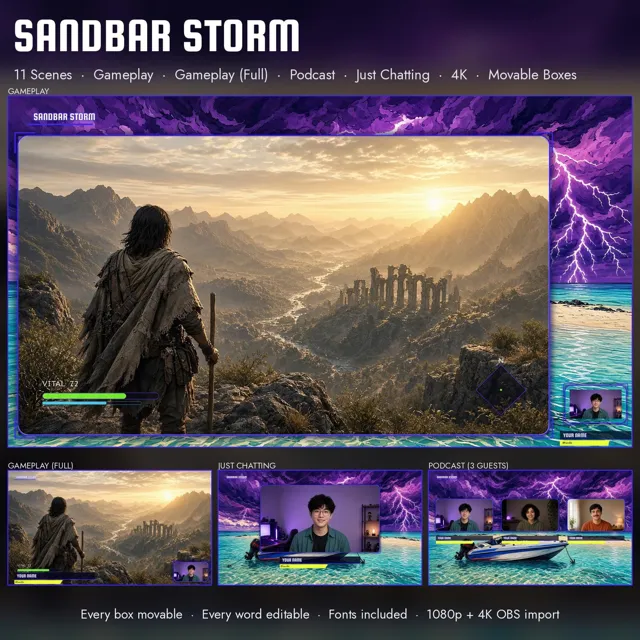 SANDBAR STORM
11 Scenes · Gameplay · Gameplay (Full) · Podcast · Just Chatting · 4K · Movable Boxes
GAMEPLAY
SANDBAR STORM
VITAL 72
YOUR NAME
GAMEPLAY (FULL)
JUST CHATTING
PODCAST (3 GUESTS)
YOUR NAME
YOUR NAME
Every box movable · Every word editable · Fonts included · 1080p + 4K OBS import